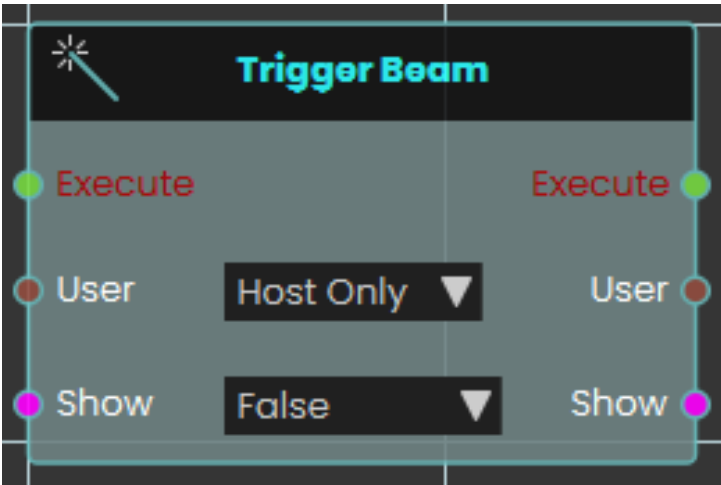 Trigger Beam
Execute Execute
User Host Only User
Show False Show